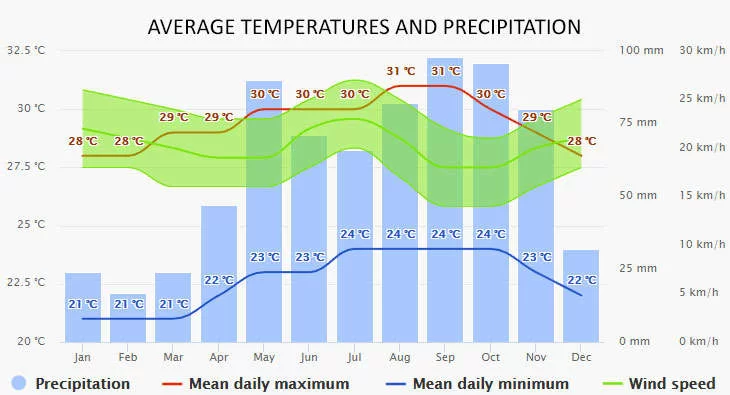 AVERAGE TEMPERATURES AND PRECIPITATION
32.5 °C 100 mm 30 km/h
31 °C 31 °C
30 °C 30 °C 30 °C 30 °C
30 °C 25 km/h
29 °C 29 °C 29 °C
75 mm
28 °C 28 °C 28 °C
20 km/h
27.5 °C
50 mm 15 km/h
25 °C
24 °C 24 °C 24 °C 24 °C
10 km/h
23 °C 23 °C 23 °C
25 mm
22.5 °C 22 °C 22 °C
5 km/h
21 °C 21 °C 21 °C
20 °C 0 mm 0 km/h
Jan Feb Mar Apr May Jun Jul Aug Sep Oct Nov Dec
Precipitation Mean daily maximum Mean daily minimum Wind speed